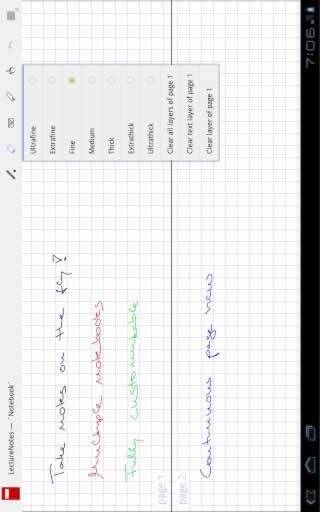 LectureNotes — 'Notebook'
7:06
Ultrafine
Extrafine
Fine
Medium
Thick
Extrathick
Ultrathick
Clear all layers of page 1
Clear text layer of page 1
Clear layer of page 1
Take notes on the fly!
Multiple notebooks
Fully customizable
page 1
page 2
Continuous page view